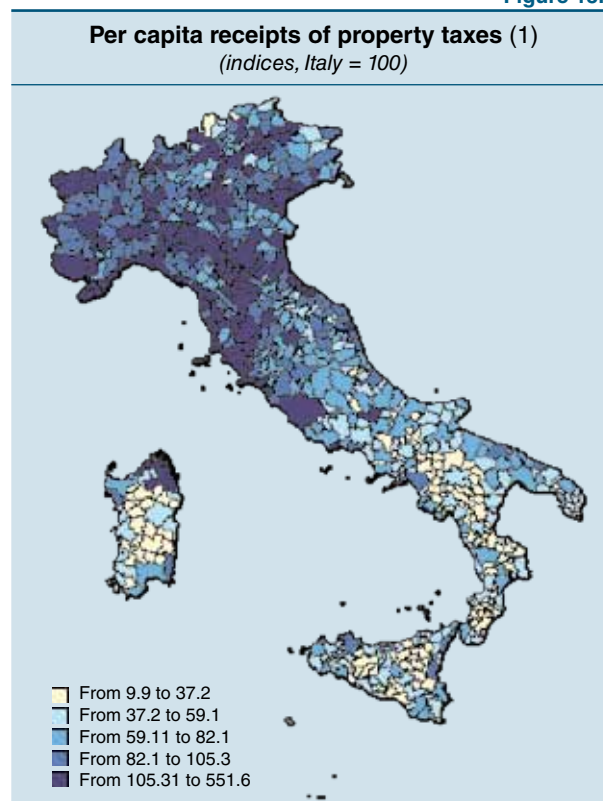 Per capita receipts of property taxes (1)
(indices, Italy = 100)
From 9.9 to 37.2
From 37.2 to 59.1
From 59.11 to 82.1
From 82.1 to 105.3
From 105.31 to 551.6